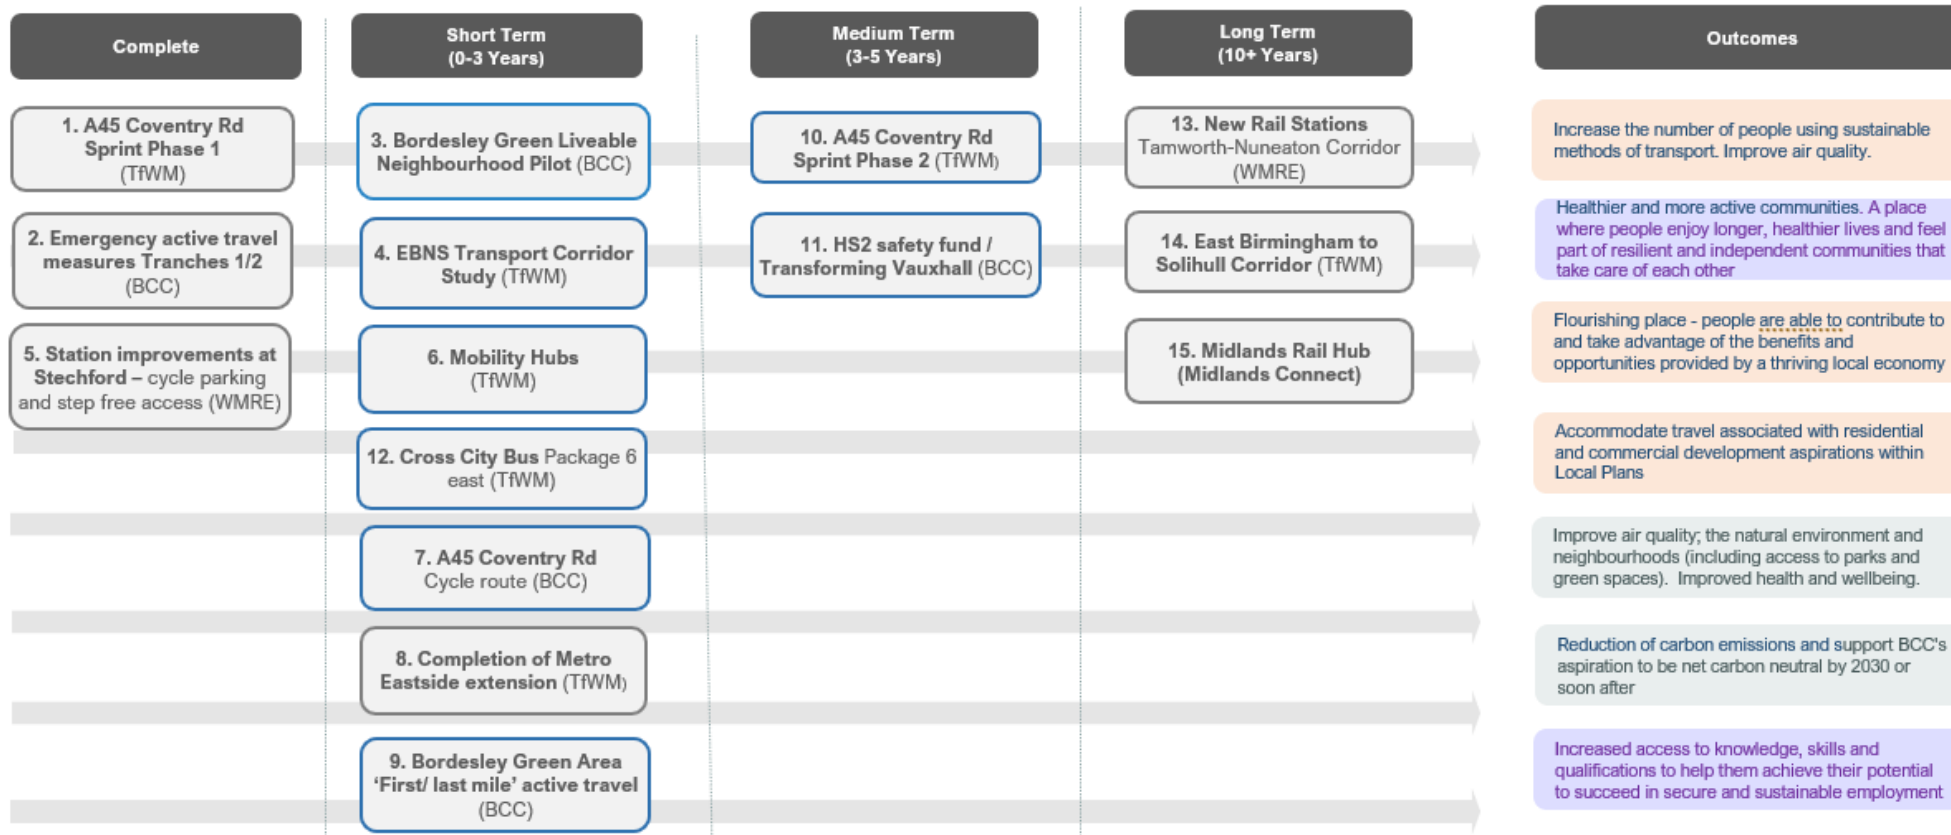 Complete
Short Term
(0-3 Years)
Medium Term
(3-5 Years)
Long Term
(10+ Years)
Outcomes
1. A45 Coventry Rd
Sprint Phase 1
(TfWM)
2. Emergency active travel
measures Tranches 1/2
(BCC)
5. Station improvements at
Stechford – cycle parking
and step free access (WMRE)
3. Bordesley Green Liveable
Neighbourhood Pilot (BCC)
4. EBNS Transport Corridor
Study (TfWM)
6. Mobility Hubs
(TfWM)
12. Cross City Bus Package 6
east (TfWM)
7. A45 Coventry Rd
Cycle route (BCC)
8. Completion of Metro
Eastside extension (TfWM)
9. Bordesley Green Area
‘First/ last mile’ active travel
(BCC)
10. A45 Coventry Rd
Sprint Phase 2 (TfWM)
11. HS2 safety fund /
Transforming Vauxhall (BCC)
13. New Rail Stations
Tamworth-Nuneaton Corridor
(WMRE)
14. East Birmingham to
Solihull Corridor (TfWM)
15. Midlands Rail Hub
(Midlands Connect)
Increase the number of people using sustainable
methods of transport. Improve air quality.
Healthier and more active communities. A place
where people enjoy longer, healthier lives and feel
part of resilient and independent communities that
take care of each other
Flourishing place - people are able to contribute to
and take advantage of the benefits and
opportunities provided by a thriving local economy
Accommodate travel associated with residential
and commercial development aspirations within
Local Plans
Improve air quality; the natural environment and
neighbourhoods (including access to parks and
green spaces). Improved health and wellbeing.
Reduction of carbon emissions and support BCC's
aspiration to be net carbon neutral by 2030 or
soon after
Increased access to knowledge, skills and
qualifications to help them achieve their potential
to succeed in secure and sustainable employment